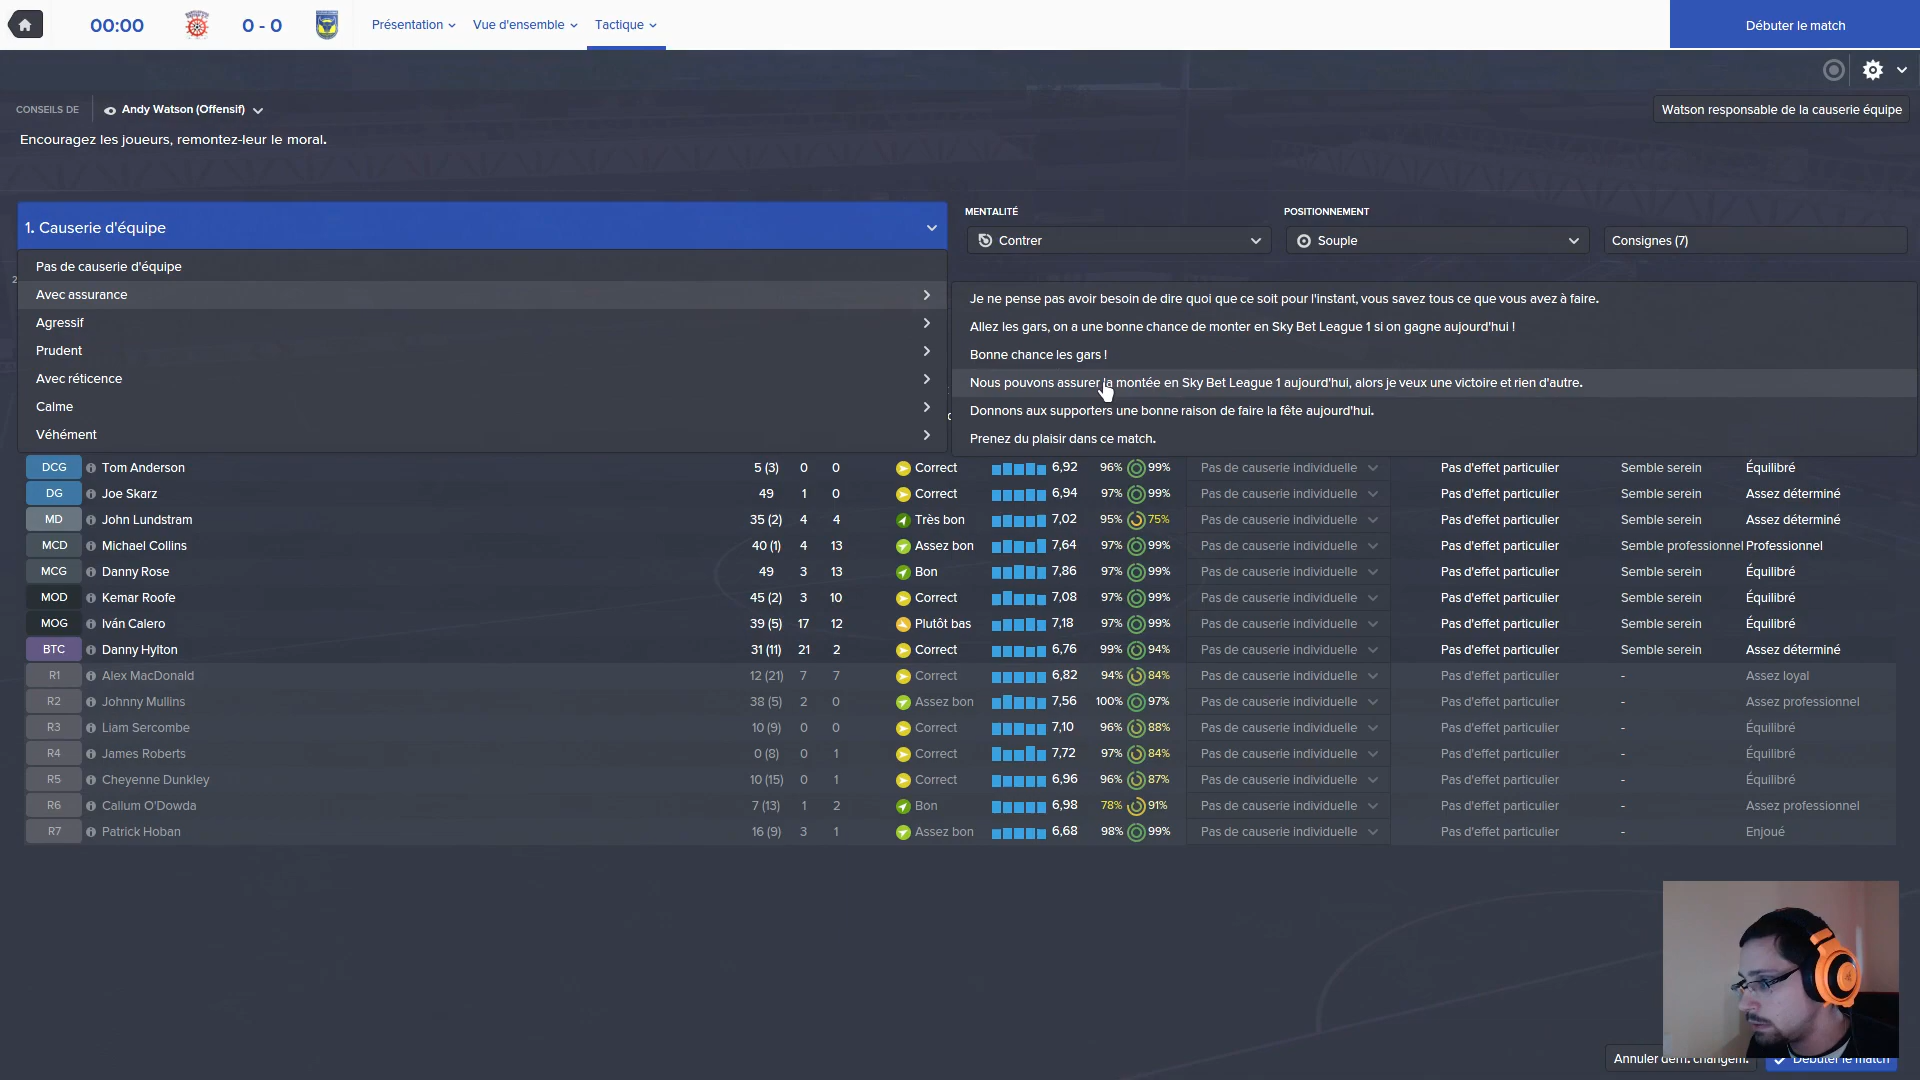 00:00
0 - 0
Présentation
Vue d'ensemble
Tactique
Débuter le match
CONSEILS DE
Andy Watson (Offensif)
Watson responsable de la causerie équipe
Encouragez les joueurs, remontez-leur le moral.
1. Causerie d'équipe
MENTALITÉ
POSITIONNEMENT
Contrer
Souple
Consignes (7)
Pas de causerie d'équipe
Avec assurance
Agressif
Prudent
Avec réticence
Calme
Véhément
Je ne pense pas avoir besoin de dire quoi que ce soit pour l'instant, vous savez tous ce que vous avez à faire.
Allez les gars, on a une bonne chance de monter en Sky Bet League 1 si on gagne aujourd'hui !
Bonne chance les gars !
Nous pouvons assurer la montée en Sky Bet League 1 aujourd'hui, alors je veux une victoire et rien d'autre.
Donnons aux supporters une bonne raison de faire la fête aujourd'hui.
Prenez du plaisir dans ce match.
DCG Tom Anderson 5 (3) 0 0 Correct 6,92 96% 99% Pas de causerie individuelle Pas d'effet particulier Semble serein Équilibré
DG Joe Skarz 49 1 0 Correct 6,94 97% 99% Pas de causerie individuelle Pas d'effet particulier Semble serein Assez déterminé
MD John Lundstram 35 (2) 4 4 Très bon 7,02 95% 75% Pas de causerie individuelle Pas d'effet particulier Semble serein Assez déterminé
MCD Michael Collins 40 (1) 4 13 Assez bon 7,64 97% 99% Pas de causerie individuelle Pas d'effet particulier Semble professionnel Professionnel
MCG Danny Rose 49 3 13 Bon 7,86 97% 99% Pas de causerie individuelle Pas d'effet particulier Semble serein Équilibré
MOD Kemar Roofe 45 (2) 3 10 Correct 7,08 97% 99% Pas de causerie individuelle Pas d'effet particulier Semble serein Équilibré
MOG Iván Calero 39 (5) 17 12 Plutôt bas 7,18 97% 99% Pas de causerie individuelle Pas d'effet particulier Semble serein Équilibré
BTC Danny Hylton 31 (11) 21 2 Correct 6,76 99% 94% Pas de causerie individuelle Pas d'effet particulier Semble serein Assez déterminé
R1 Alex MacDonald 12 (21) 7 7 Correct 6,82 94% 84% Pas de causerie individuelle Pas d'effet particulier - Assez loyal
R2 Johnny Mullins 38 (5) 2 0 Assez bon 7,56 100% 97% Pas de causerie individuelle Pas d'effet particulier - Assez professionnel
R3 Liam Sercombe 10 (9) 0 0 Correct 7,10 96% 88% Pas de causerie individuelle Pas d'effet particulier - Équilibré
R4 James Roberts 0 (8) 0 1 Correct 7,72 97% 84% Pas de causerie individuelle Pas d'effet particulier - Équilibré
R5 Cheyenne Dunkley 10 (15) 0 1 Correct 6,96 96% 87% Pas de causerie individuelle Pas d'effet particulier - Équilibré
R6 Callum O'Dowda 7 (13) 1 2 Bon 6,98 78% 91% Pas de causerie individuelle Pas d'effet particulier - Assez professionnel
R7 Patrick Hoban 16 (9) 3 1 Assez bon 6,68 98% 99% Pas de causerie individuelle Pas d'effet particulier - Enjoué
Annuler dern. changem.
Débuter le match